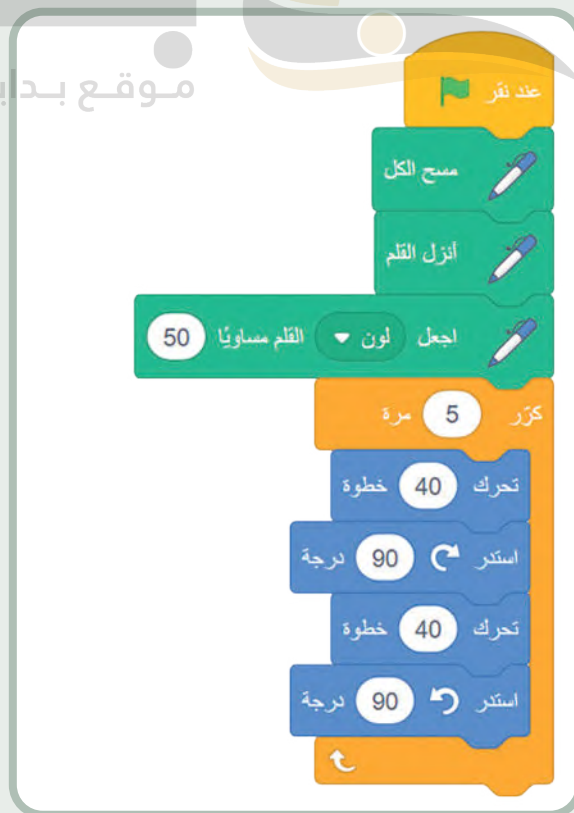 موقع بداي
عند نقر
مسح الكل
أنزل القلم
اجعل لون القلم مساويًا 50
كرّر 5 مرة
تحرك 40 خطوة
استدر 90 درجة
تحرك 40 خطوة
استدر 90 درجة